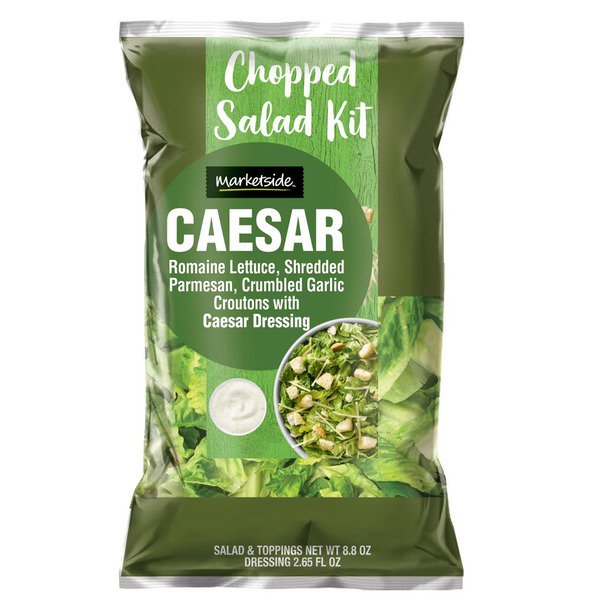 Chopped
Salad Kit
marketside.
CAESAR
Romaine Lettuce, Shredded
Parmesan, Crumbled Garlic
Croutons with
Caesar Dressing
SALAD & TOPPINGS NET WT 8.8 OZ
DRESSING 2.65 FL OZ